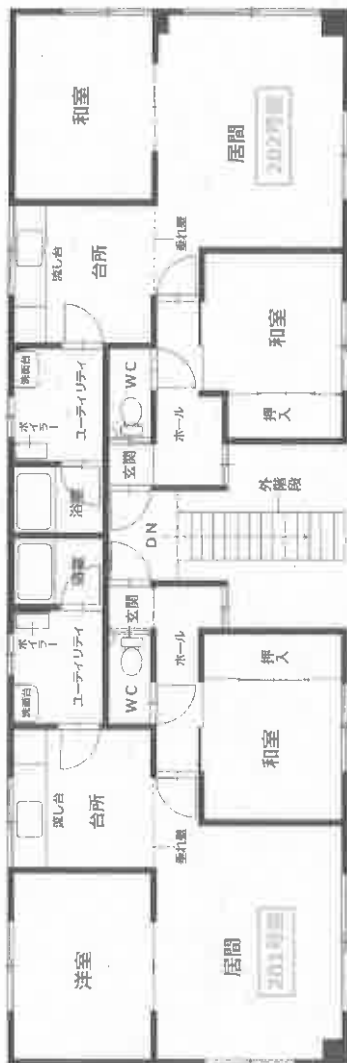 洋室
流し台
台所
洗面台
ボイラー
ユーティリティ
浴室
浴室
ボイラー
洗面台
ユーティリティ
流し台
台所
和室
WC
玄関
DN
玄関
WC
垂れ壁
ホール
ホール
垂れ壁
居間
201号室
和室
押入
外階段
押入
和室
居間
202号室